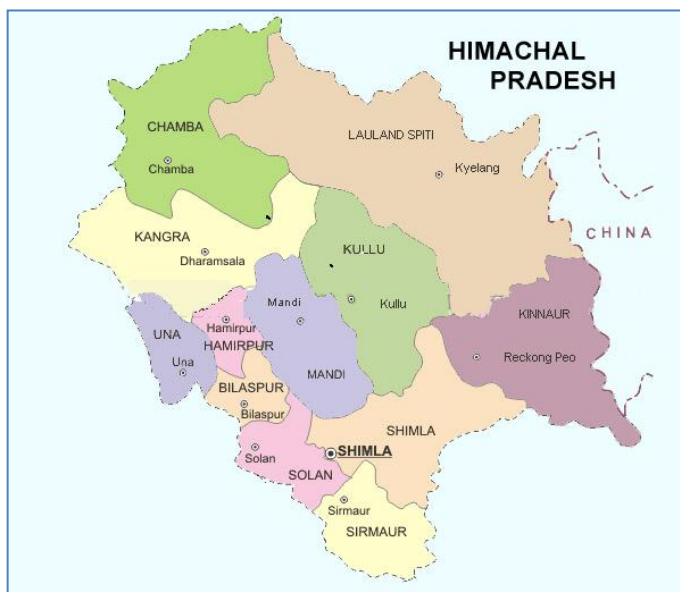 HIMACHAL
PRADESH
CHAMBA
Chamba
LAULAND SPITI
Kyelang
CHINA
KANGRA
Dharamsala
KULLU
Kullu
Mandi
MANDI
KINNAUR
Reckong Peo
UNA
Una
Hamirpur
HAMIRPUR
BILASPUR
Bilaspur
SHIMLA
SHIMLA
Solan
SOLAN
Sirmaur
SIRMAUR